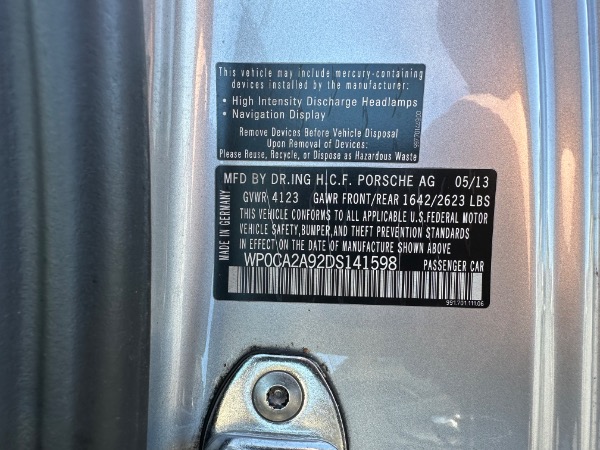 This vehicle may include mercury-containing
devices installed by the manufacturer:
• High Intensity Discharge Headlamps
• Navigation Display
Remove Devices Before Vehicle Disposal
Upon Removal of Devices:
Please Reuse, Recycle, or Dispose as Hazardous Waste
MFD BY DR.ING H.C.F. PORSCHE AG 05/13
GVWR 4123 GAWR FRONT/REAR 1642/2623 LBS
THIS VEHICLE CONFORMS TO ALL APPLICABLE U.S.FEDERAL MOTOR
VEHICLE SAFETY,BUMPER,AND THEFT PREVENTION STANDARDS
IN EFFECT ON THE DATE OF MANUFACTURE SHOWN ABOVE
WP0CA2A92DS141598 PASSENGER CAR
MADE IN GERMANY
991.701.111.06